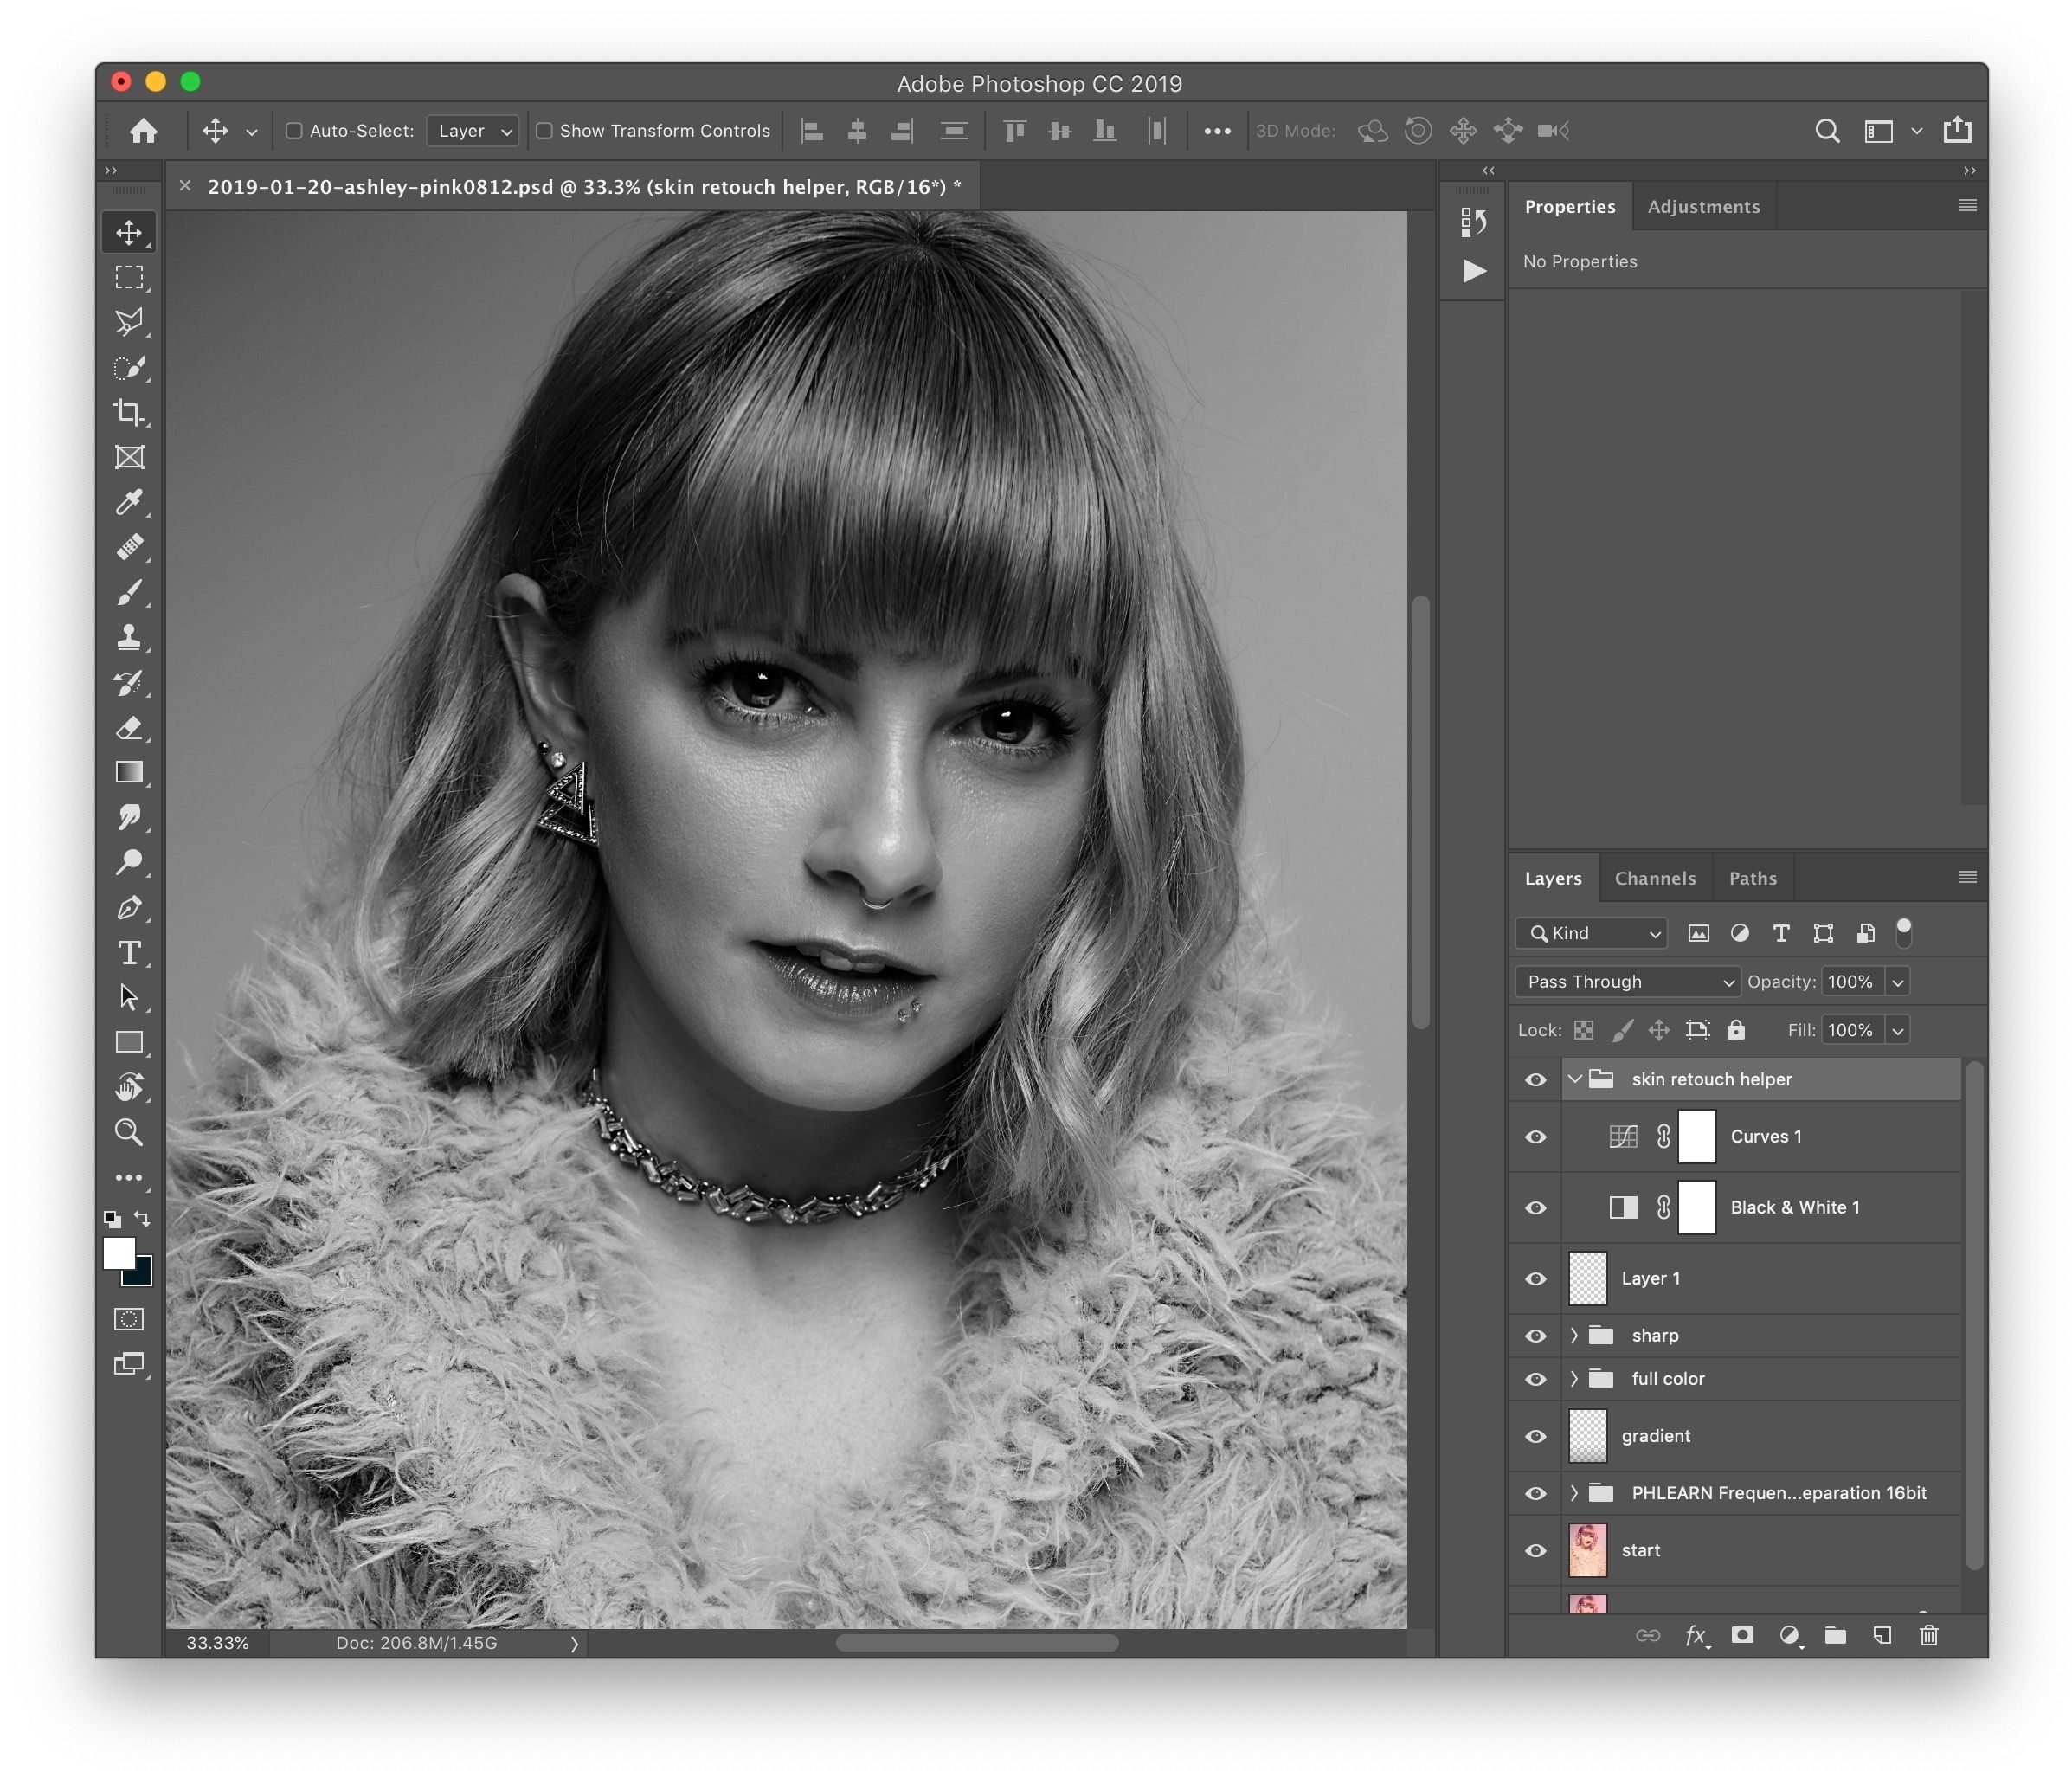 Adobe Photoshop CC 2019
Auto-Select: Layer Show Transform Controls 3D Mode:
2019-01-20-ashley-pink0812.psd @ 33.3% (skin retouch helper, RGB/16*) *
Properties Adjustments
No Properties
Layers Channels Paths
Kind
Pass Through Opacity: 100%
Lock: Fill: 100%
skin retouch helper
Curves 1
Black & White 1
Layer 1
sharp
full color
gradient
PHLEARN Frequen...eparation 16bit
start
fx
33.33% Doc: 206.8M/1.45G